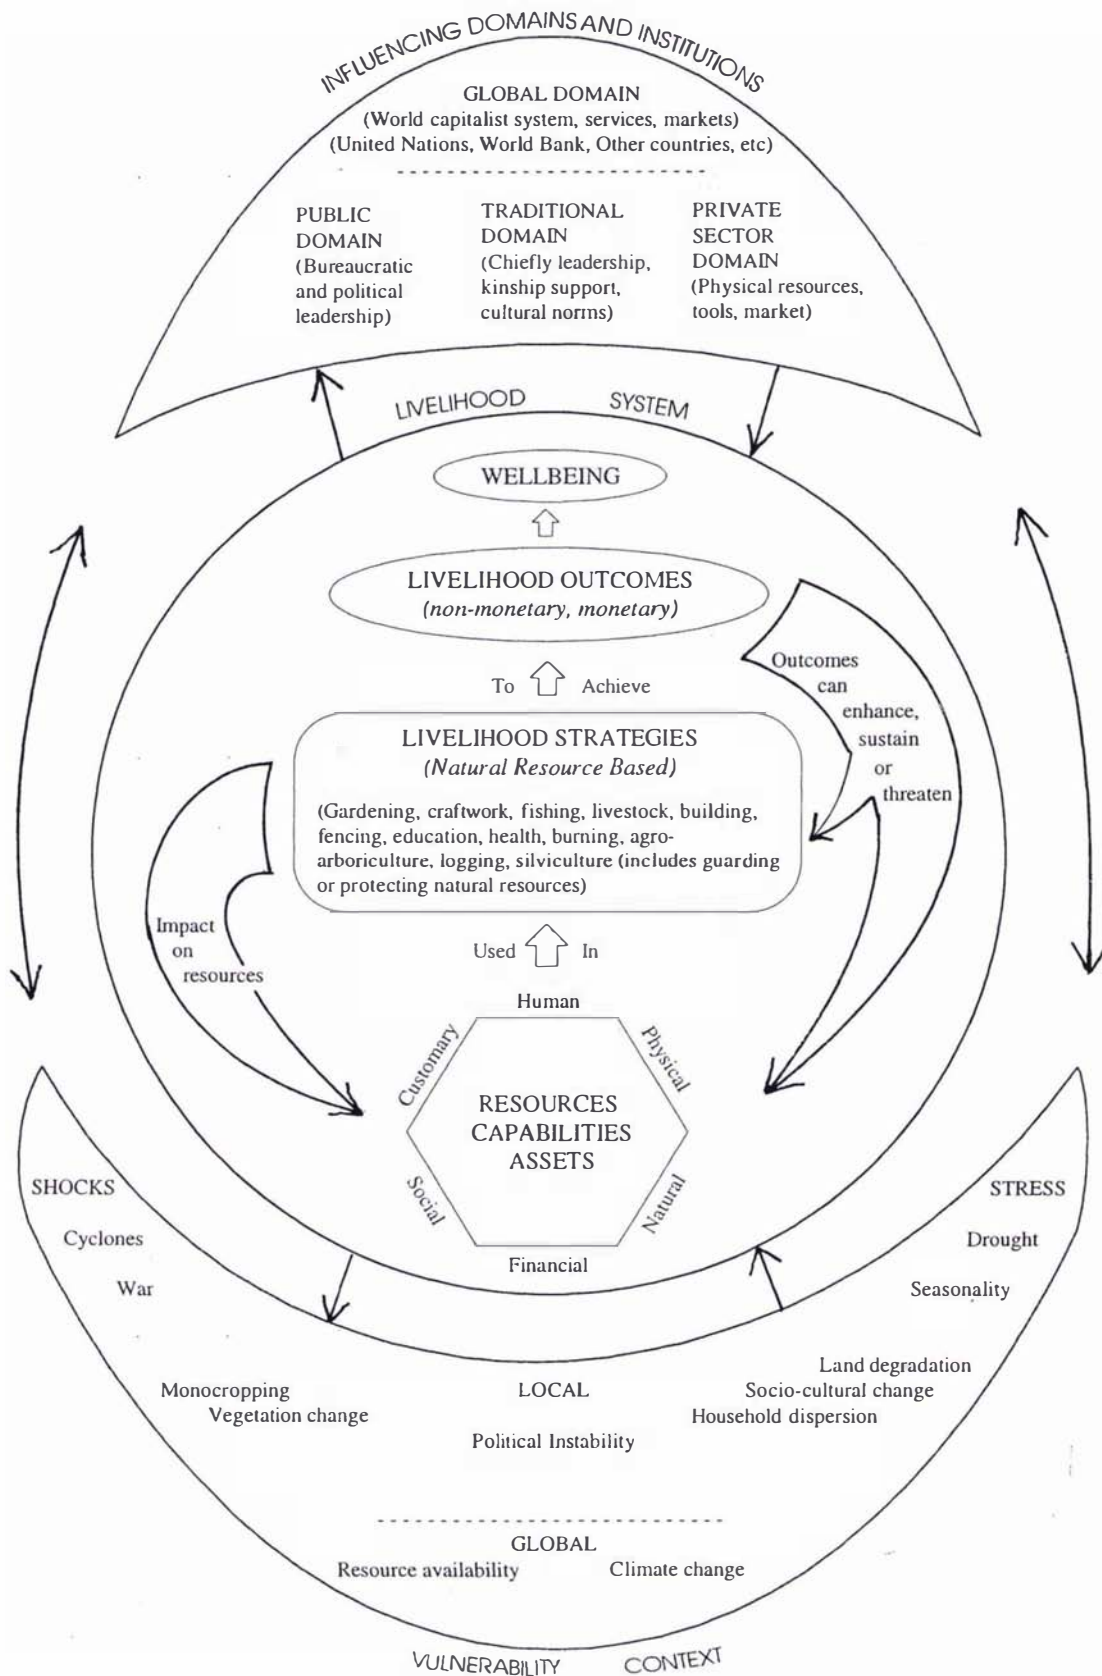 INFLUENCING DOMAINS AND INSTITUTIONS
GLOBAL DOMAIN
(World capitalist system, services, markets)
(United Nations, World Bank, Other countries, etc)
PUBLIC
DOMAIN
(Bureaucratic
and political
leadership)
TRADITIONAL
DOMAIN
(Chiefly leadership,
kinship support,
cultural norms)
PRIVATE
SECTOR
DOMAIN
(Physical resources,
tools, market)
LIVELIHOOD SYSTEM
WELLBEING
LIVELIHOOD OUTCOMES
(non-monetary, monetary)
To Achieve
Outcomes
can
enhance,
sustain
or
threaten
LIVELIHOOD STRATEGIES
(Natural Resource Based)
(Gardening, craftwork, fishing, livestock, building,
fencing, education, health, burning, agro-
arboriculture, logging, silviculture (includes guarding
or protecting natural resources)
Impact
on
resources
Used In
Human
Customary
Physical
RESOURCES
CAPABILITIES
ASSETS
Social
Natural
Financial
SHOCKS
Cyclones
War
STRESS
Drought
Seasonality
Monocropping
Vegetation change
LOCAL
Political Instability
Land degradation
Socio-cultural change
Household dispersion
GLOBAL
Resource availability Climate change
VULNERABILITY CONTEXT